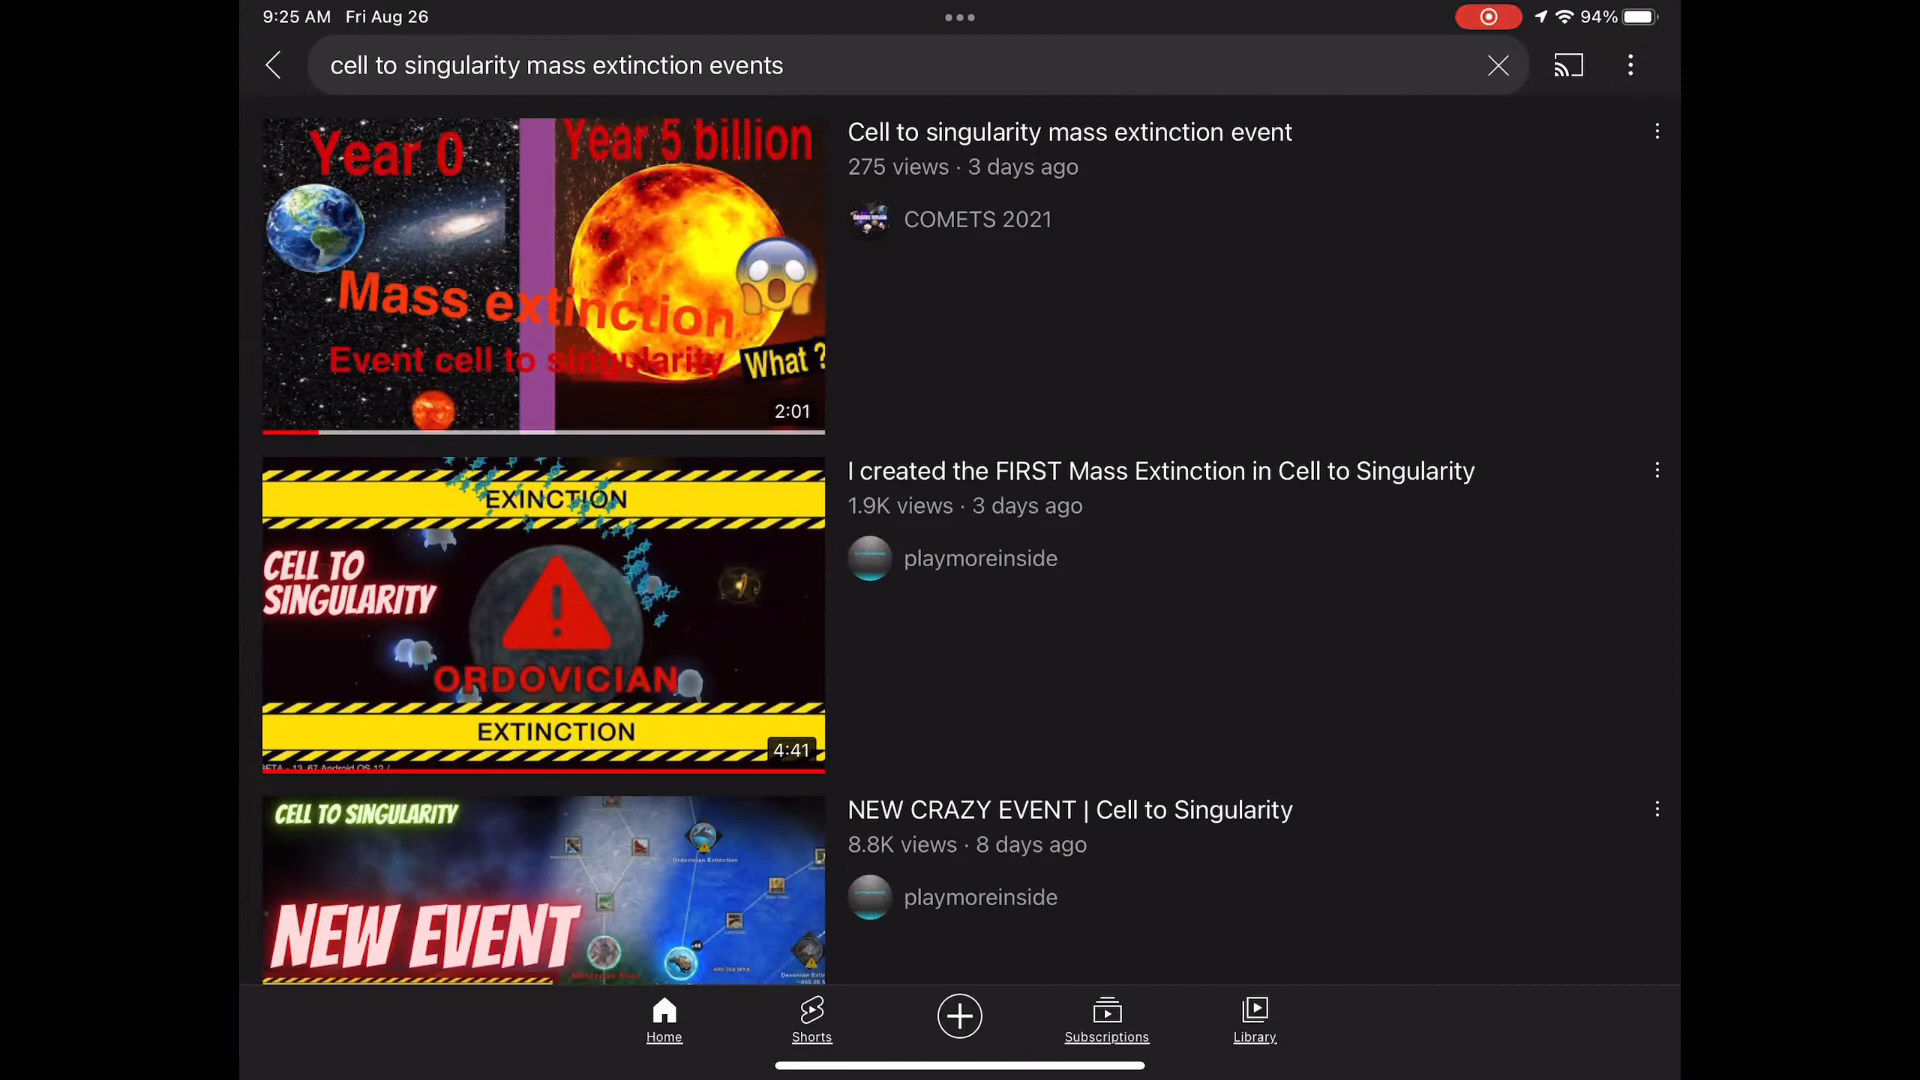 9:25 AM Fri Aug 26
94%
cell to singularity mass extinction events
Year 0
Year 5 billion
Mass extinction
Event cell to singularity
What ?
2:01
Cell to singularity mass extinction event
275 views · 3 days ago
COMETS 2021
EXINCTION
CELL TO
SINGULARITY
ORDOVICIAN
EXTINCTION
4:41
I created the FIRST Mass Extinction in Cell to Singularity
1.9K views · 3 days ago
playmoreinside
CELL TO SINGULARITY
Ordovician Extinction
NEW EVENT
NEW CRAZY EVENT | Cell to Singularity
8.8K views · 8 days ago
playmoreinside
Home
Shorts
Subscriptions
Library